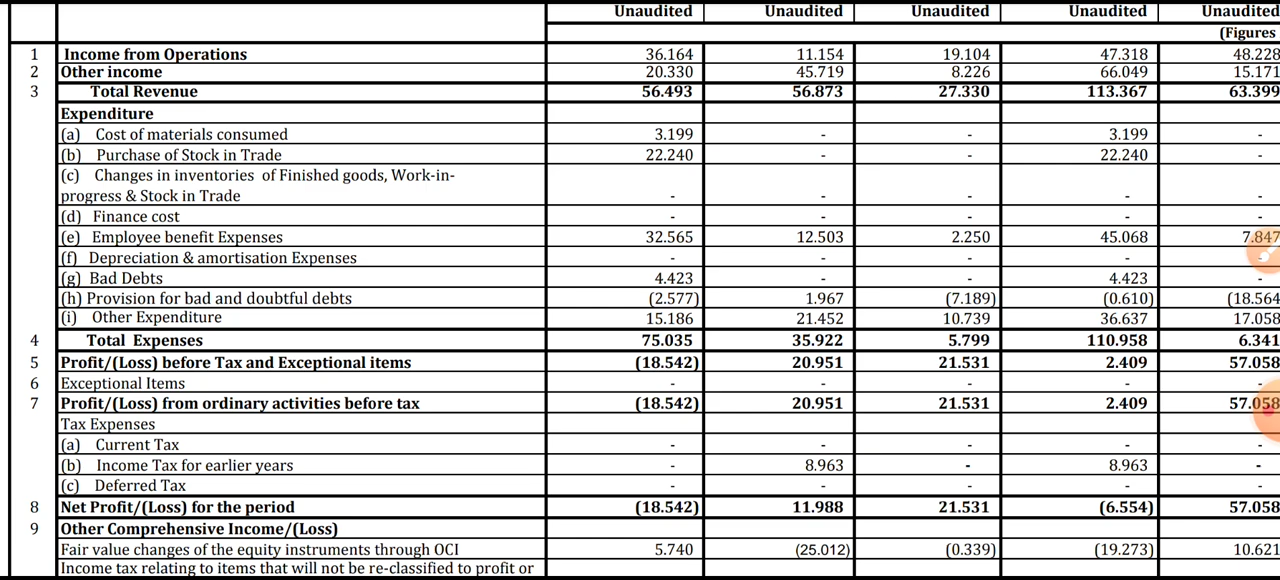 Unaudited Unaudited Unaudited Unaudited Unaudited
(Figures
1 Income from Operations 36.164 11.154 19.104 47.318 48.228
2 Other income 20.330 45.719 8.226 66.049 15.171
3 Total Revenue 56.493 56.873 27.330 113.367 63.399
Expenditure
(a) Cost of materials consumed 3.199 - - 3.199 -
(b) Purchase of Stock in Trade 22.240 - - 22.240 -
(c) Changes in inventories of Finished goods, Work-in-
progress & Stock in Trade - - - - -
(d) Finance cost - - - - -
(e) Employee benefit Expenses 32.565 12.503 2.250 45.068 7.847
(f) Depreciation & amortisation Expenses - - - - -
(g) Bad Debts 4.423 - - 4.423 -
(h) Provision for bad and doubtful debts (2.577) 1.967 (7.189) (0.610) (18.564
(i) Other Expenditure 15.186 21.452 10.739 36.637 17.058
4 Total Expenses 75.035 35.922 5.799 110.958 6.341
5 Profit/(Loss) before Tax and Exceptional items (18.542) 20.951 21.531 2.409 57.058
6 Exceptional Items - - - - -
7 Profit/(Loss) from ordinary activities before tax (18.542) 20.951 21.531 2.409 57.058
Tax Expenses
(a) Current Tax - - - - -
(b) Income Tax for earlier years - 8.963 - 8.963 -
(c) Deferred Tax - - - - -
8 Net Profit/(Loss) for the period (18.542) 11.988 21.531 (6.554) 57.058
9 Other Comprehensive Income/(Loss)
Fair value changes of the equity instruments through OCI 5.740 (25.012) (0.339) (19.273) 10.621
Income tax relating to items that will not be re-classified to profit or